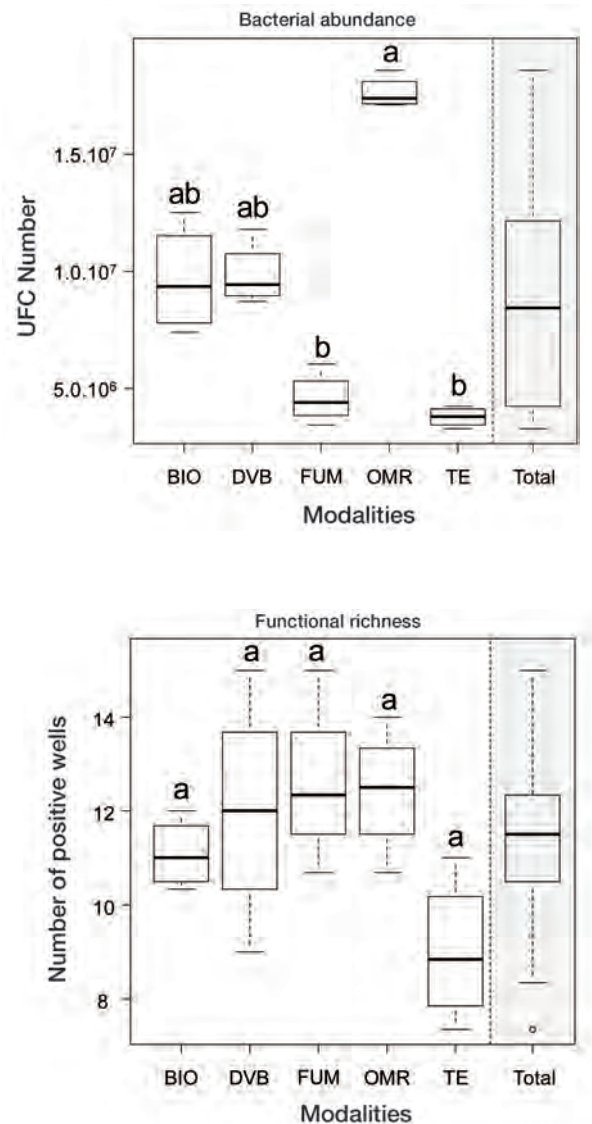 Bacterial abundance
UFC Number
1.5.10⁷
1.0.10⁷
5.0.10⁶
ab
ab
b
a
b
BIO DVB FUM OMR TE Total
Modalities
Functional richness
Number of positive wells
14
12
10
8
a
a
a
a
a
BIO DVB FUM OMR TE Total
Modalities